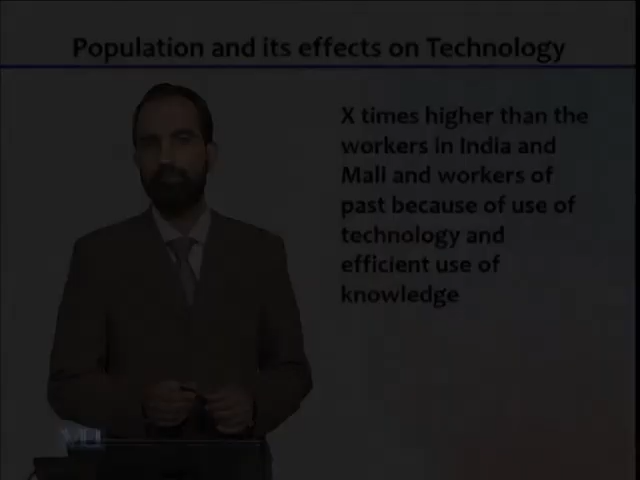 Population and its effects on Technology
X times higher than the
workers in India and
Mali and workers of
past because of use of
technology and
efficient use of
knowledge